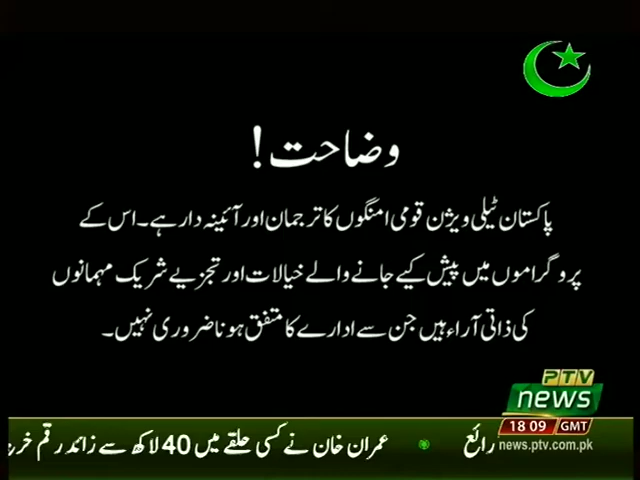 وضاحت!
پاکستان ٹیلی ویژن قومی امنگوں کا ترجمان اور آئینہ دار ہے۔ اس کے
پروگراموں میں پیش کیے جانے والے خیالات اور تجزیے شریک مہمانوں
کی ذاتی آراء ہیں جن سے ادارے کا متفق ہونا ضروری نہیں۔
PTV
news
18:09 GMT
news.ptv.com.pk
رائع
عمران خان نے کسی حلقے میں 40 لاکھ سے زائد رقم خرچ